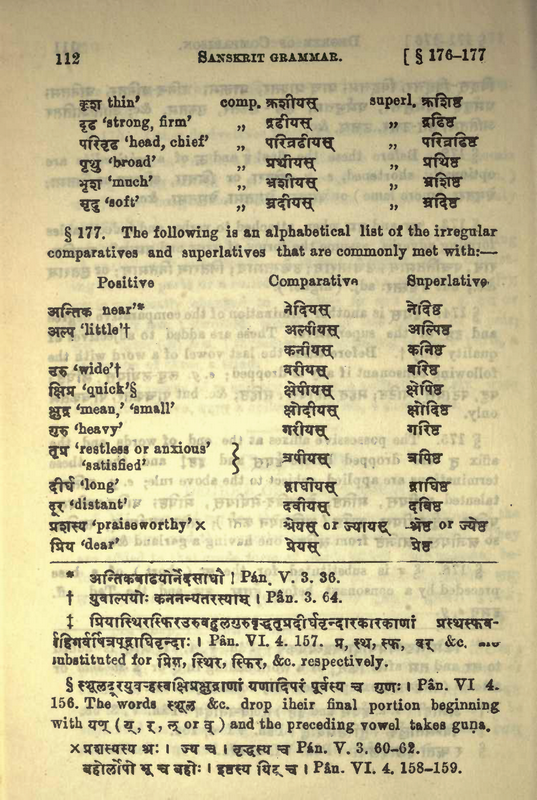 112 SANSKRIT GRAMMAR. [ § 176-177
कृश thin' comp. क्रशीयस् superl. क्रशिष्ठ
दृढ 'strong, firm' ,, द्रढीयस् ,, द्रढिष्ठ
परिवृढ 'head, chief' ,, परिव्रढीयस् ,, परिव्रढिष्ठ
पृथु 'broad' ,, प्रथीयस् ,, प्रथिष्ठ
भृश 'much' ,, भ्रशीयस् ,, भ्रशिष्ठ
मृदु 'soft' ,, म्रदीयस् ,, म्रदिष्ठ
§ 177. The following is an alphabetical list of the irregular
comparatives and superlatives that are commonly met with:—
Positive Comparative Superlative
अन्तिक near'* नेदियस् नेदिष्ठ
अल्प 'little'† अल्पीयस् अल्पिष्ठ
कनीयस् कनिष्ठ
उरु 'wide'† वरीयस् वरिष्ठ
क्षिप्र 'quick'§ क्षेपीयस् क्षेपिष्ठ
क्षुद्र 'mean,' 'small' क्षोदीयस् क्षोदिष्ठ
गुरु 'heavy' गरीयस् गरिष्ठ
तृप्र 'restless or anxious'
'satisfied' } त्रपीयस् त्रपिष्ठ
दीर्घ 'long' द्राघीयस् द्राघिष्ठ
दूर 'distant' दवीयस् दविष्ठ
प्रशस्य 'praiseworthy' × श्रेयस् or ज्यायस् श्रेष्ठ or ज्येष्ठ
प्रिय 'dear' प्रेयस् प्रेष्ठ
* अन्तिकबाढयोर्नेदसाधौ । Pân. V. 3. 36.
† युवाल्पयोः कनन्यतरस्याम् । Pân. 3. 64.
‡ प्रियस्थिरस्फिरउरुबहुलगुरुवृद्धतृप्रदीर्घवृन्दारकारकाणां प्रस्थस्फव-
र्बंहिगर्वर्षित्रपद्राघिवृन्दाः । Pân. VI. 4. 157. प्र, स्थ, स्फ, वर् &c.
substituted for प्रिय, स्थिर, स्फिर, &c. respectively.
§ स्थूलदूरयुवह्रस्वक्षिप्रक्षुद्राणां यणादिपरं पूर्वस्य च गुणः । Pân. VI 4.
156. The words स्थूल &c. drop iheir final portion beginning
with यण् ( य्, र्, ल् or व् ) and the preceding vowel takes guṇa.
× प्रशस्यस्य श्रः । ज्य च । वृद्धस्य च Pân. V. 3. 60-62.
बहोर्लोपो भू च बहोः । इष्ठस्य यिट् च । Pân. VI. 4. 158-159.